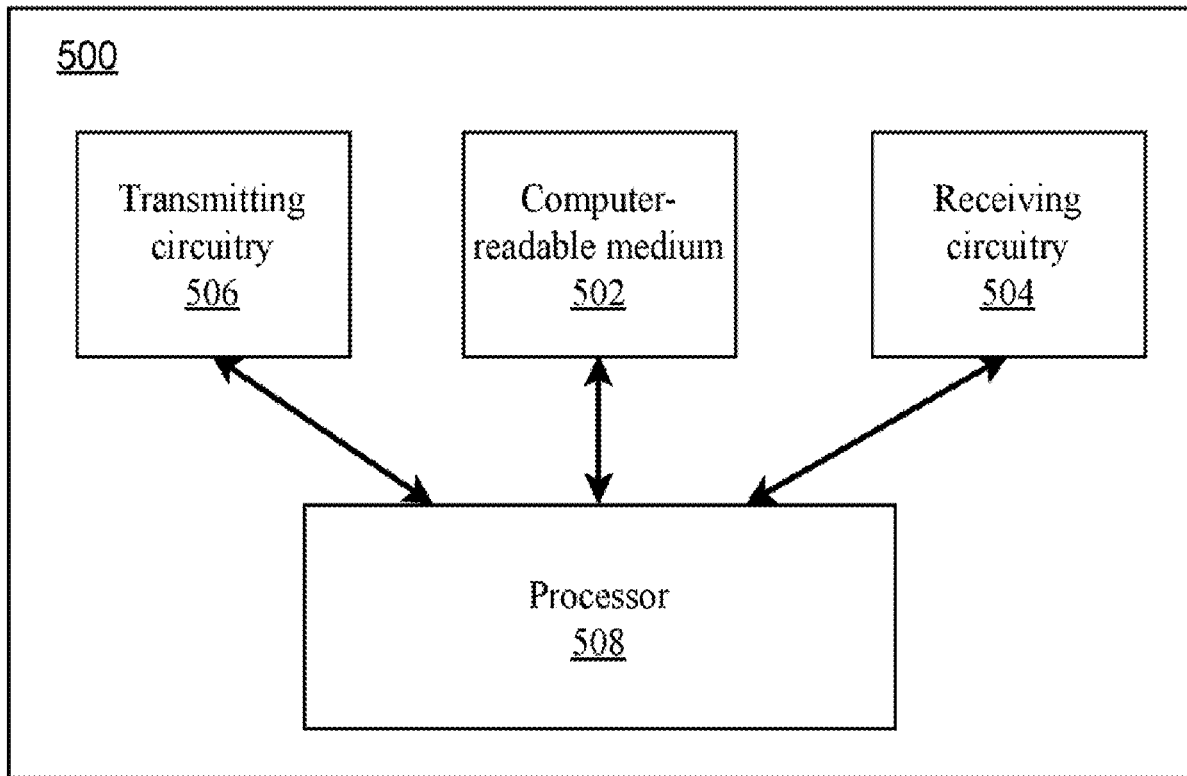 500
Transmitting
circuitry
506
Computer-
readable medium
502
Receiving
circuitry
504
Processor
508